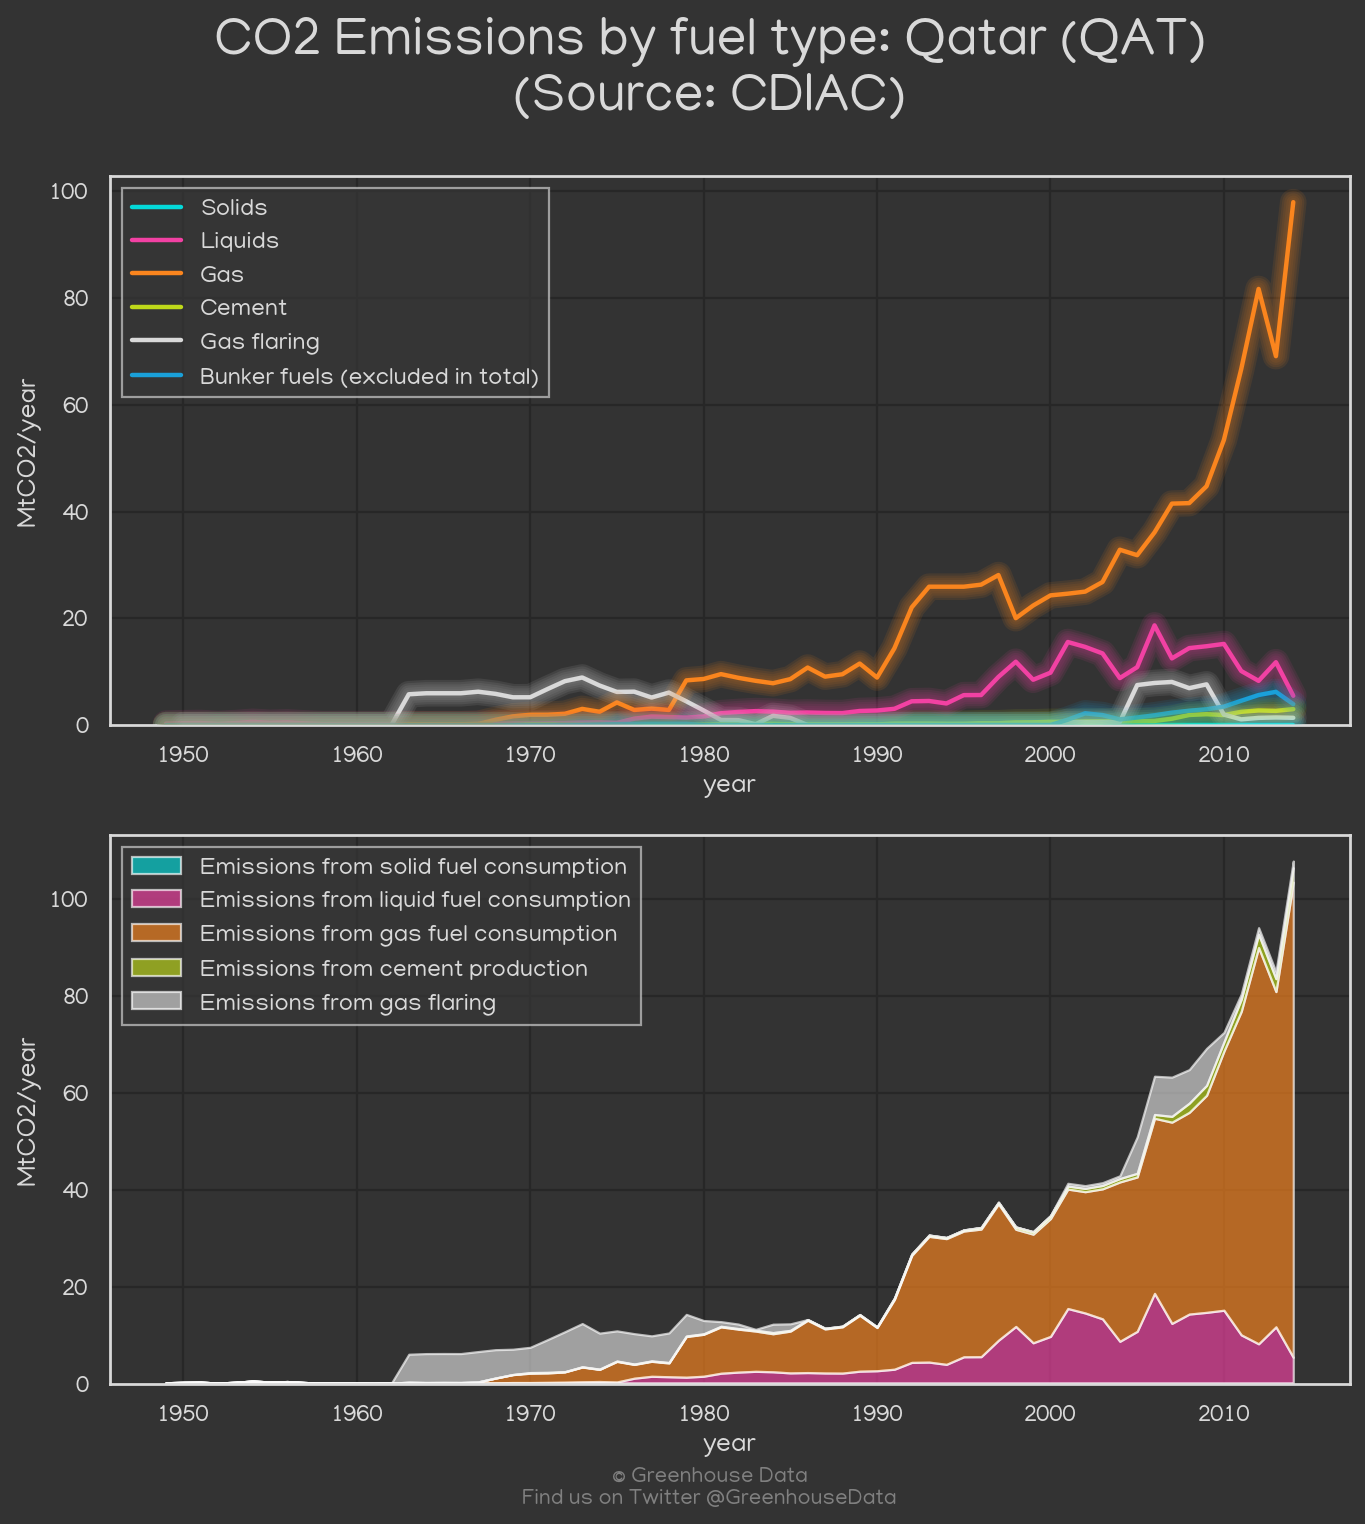 CO2 Emissions by fuel type: Qatar (QAT)
(Source: CDIAC)
100
80
60
40
20
0
MtCO2/year
Solids
Liquids
Gas
Cement
Gas flaring
Bunker fuels (excluded in total)
1950 1960 1970 1980 1990 2000 2010
year
100
80
60
40
20
0
MtCO2/year
Emissions from solid fuel consumption
Emissions from liquid fuel consumption
Emissions from gas fuel consumption
Emissions from cement production
Emissions from gas flaring
1950 1960 1970 1980 1990 2000 2010
year
© Greenhouse Data
Find us on Twitter @GreenhouseData